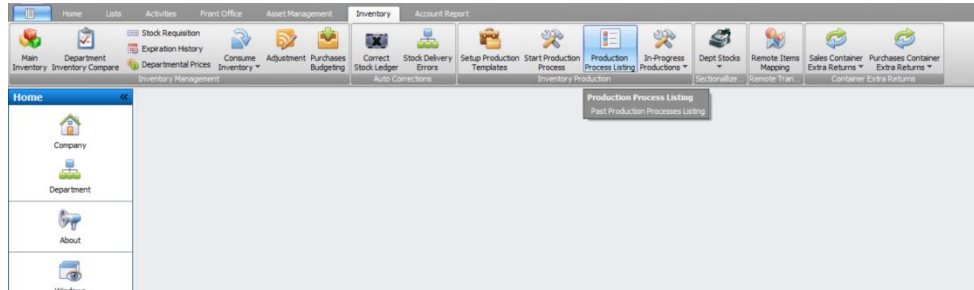 Home Lists Activities Front Office Asset Management Inventory Account Report
Main Inventory
Department Inventory Compare
Stock Requisition
Expiration History
Departmental Prices
Consume Inventory
Adjustment
Purchases Budgeting
Correct Stock Ledger
Stock Delivery Errors
Setup Production Templates
Start Production Process
Production Process Listing
In-Progress Productions
Dept Stocks
Remote Items Mapping
Sales Container Extra Returns
Purchases Container Extra Returns
Inventory Management Auto Corrections Inventory Production Sectionalize... Remote Tran... Container Extra Returns
Production Process Listing
Past Production Processes Listing
Home «
Company
Department
About